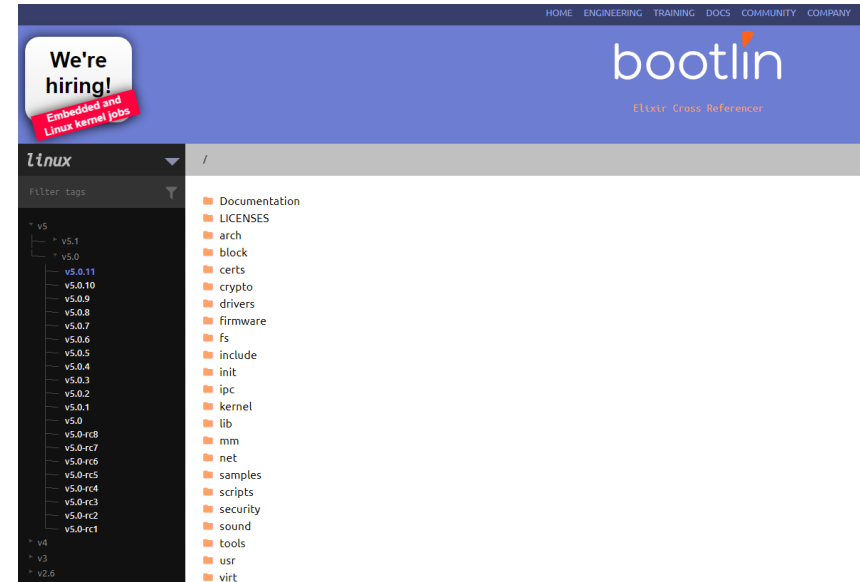 HOME ENGINEERING TRAINING DOCS COMMUNITY COMPANY
We're
hiring!
Embedded and
Linux kernel jobs
bootlin
Elixir Cross Referencer
linux
/
Filter tags
v5
v5.1
v5.0
v5.0.11
v5.0.10
v5.0.9
v5.0.8
v5.0.7
v5.0.6
v5.0.5
v5.0.4
v5.0.3
v5.0.2
v5.0.1
v5.0
v5.0-rc8
v5.0-rc7
v5.0-rc6
v5.0-rc5
v5.0-rc4
v5.0-rc3
v5.0-rc2
v5.0-rc1
v4
v3
v2.6
Documentation
LICENSES
arch
block
certs
crypto
drivers
firmware
fs
include
init
ipc
kernel
lib
mm
net
samples
scripts
security
sound
tools
usr
virt